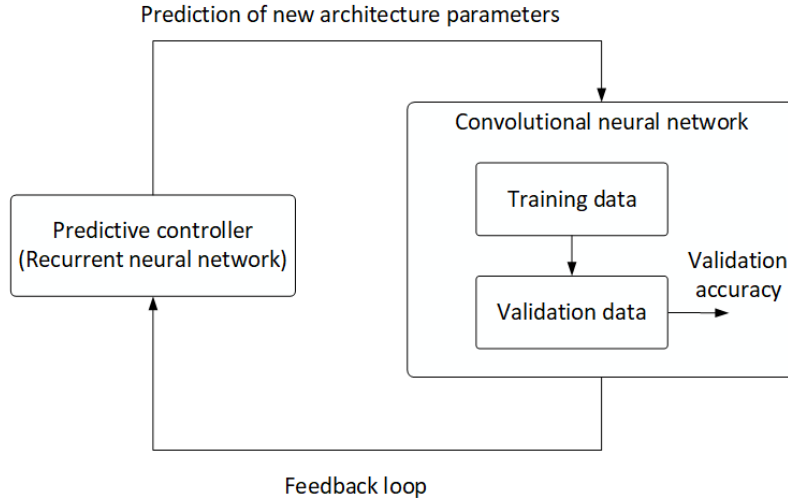 Prediction of new architecture parameters
Convolutional neural network
Training data
Predictive controller
(Recurrent neural network)
Validation
accuracy
Validation data
Feedback loop